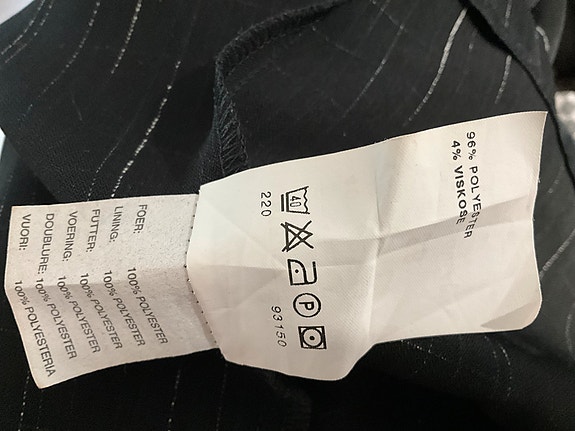 96% POLYESTER
4% VISKOSE
40
P
220
93150
FOER: 100% POLYESTER
LINING: 100% POLYESTER
FUTTER: 100% POLYESTER
VOERING: 100% POLYESTER
DOUBLURE: 100% POLYESTER
VUORI: 100% POLYESTERIA